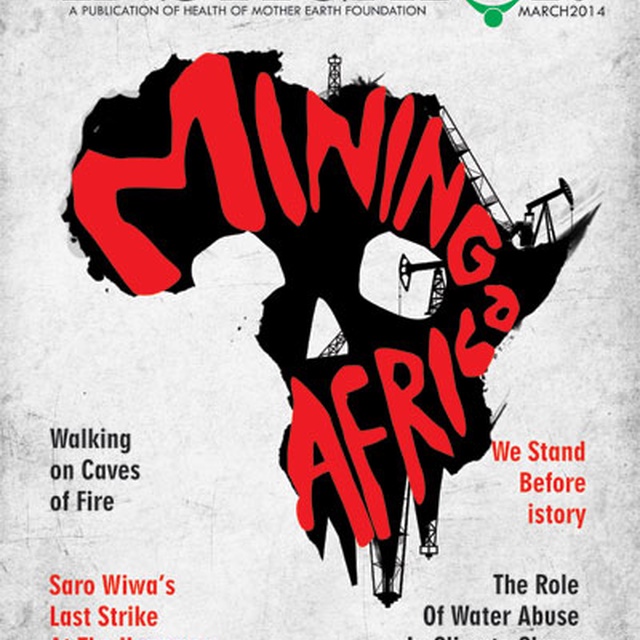 A PUBLICATION OF HEALTH OF MOTHER EARTH FOUNDATION
MARCH2014
MINING
AFRICA
Walking
on Caves
of Fire
We Stand
Before
istory
Saro Wiwa's
Last Strike
The Role
Of Water Abuse